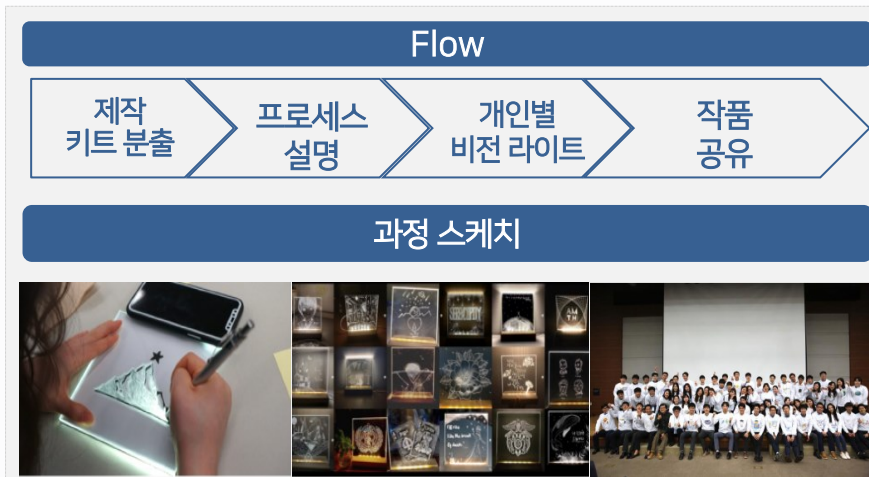 Flow
제작
키트 분출
프로세스
설명
개인별
비전 라이트
작품
공유
과정 스케치